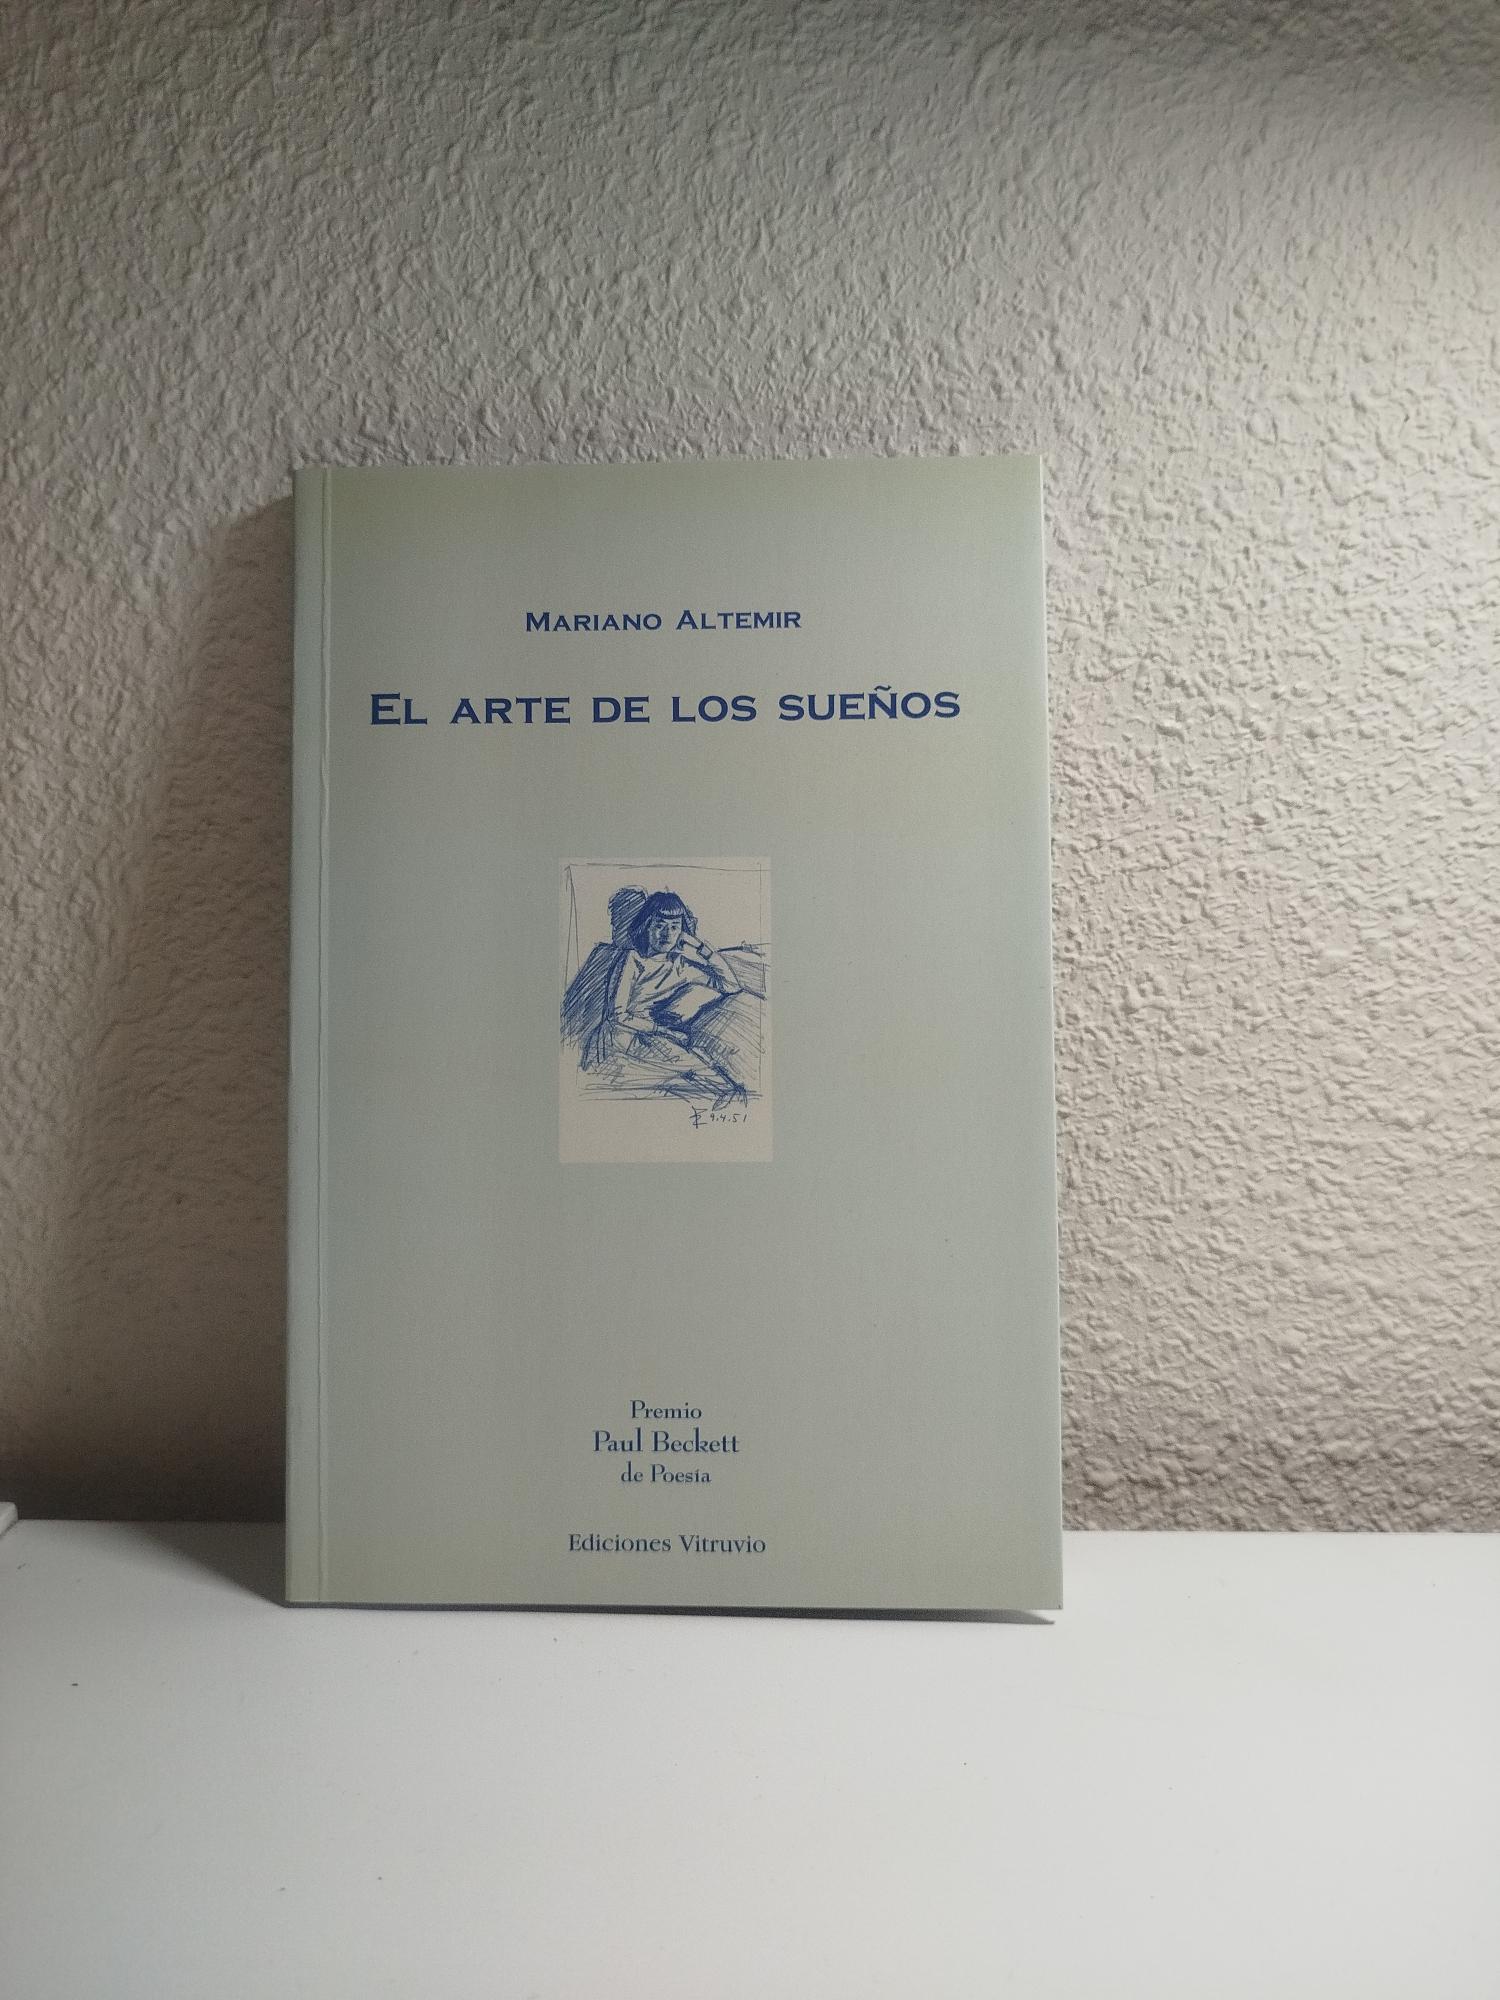 MARIANO ALTEMIR
EL ARTE DE LOS SUEÑOS
9.4.51
Premio
Paul Beckett
de Poesía
Ediciones Vitruvio